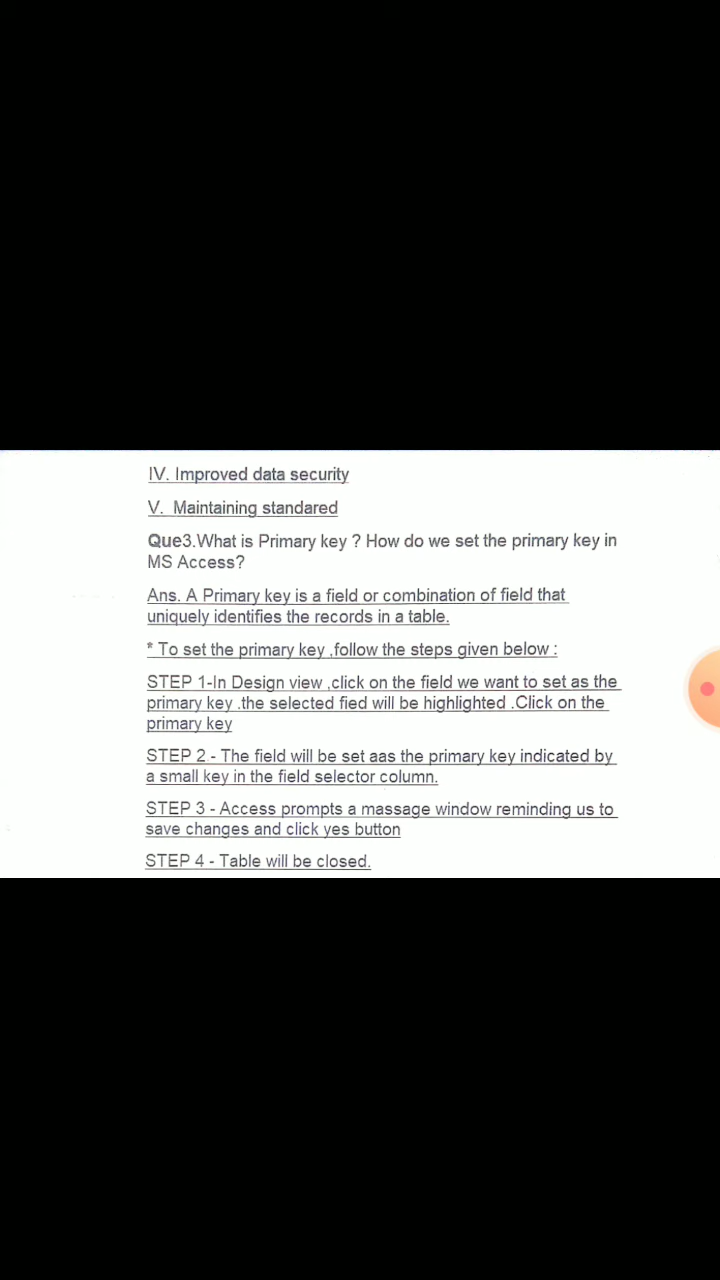 IV. Improved data security
V. Maintaining standared
Que3.What is Primary key ? How do we set the primary key in
MS Access?
Ans. A Primary key is a field or combination of field that
uniquely identifies the records in a table.
* To set the primary key ,follow the steps given below :
STEP 1-In Design view ,click on the field we want to set as the
primary key .the selected fied will be highlighted .Click on the
primary key
STEP 2 - The field will be set aas the primary key indicated by
a small key in the field selector column.
STEP 3 - Access prompts a massage window reminding us to
save changes and click yes button
STEP 4 - Table will be closed.